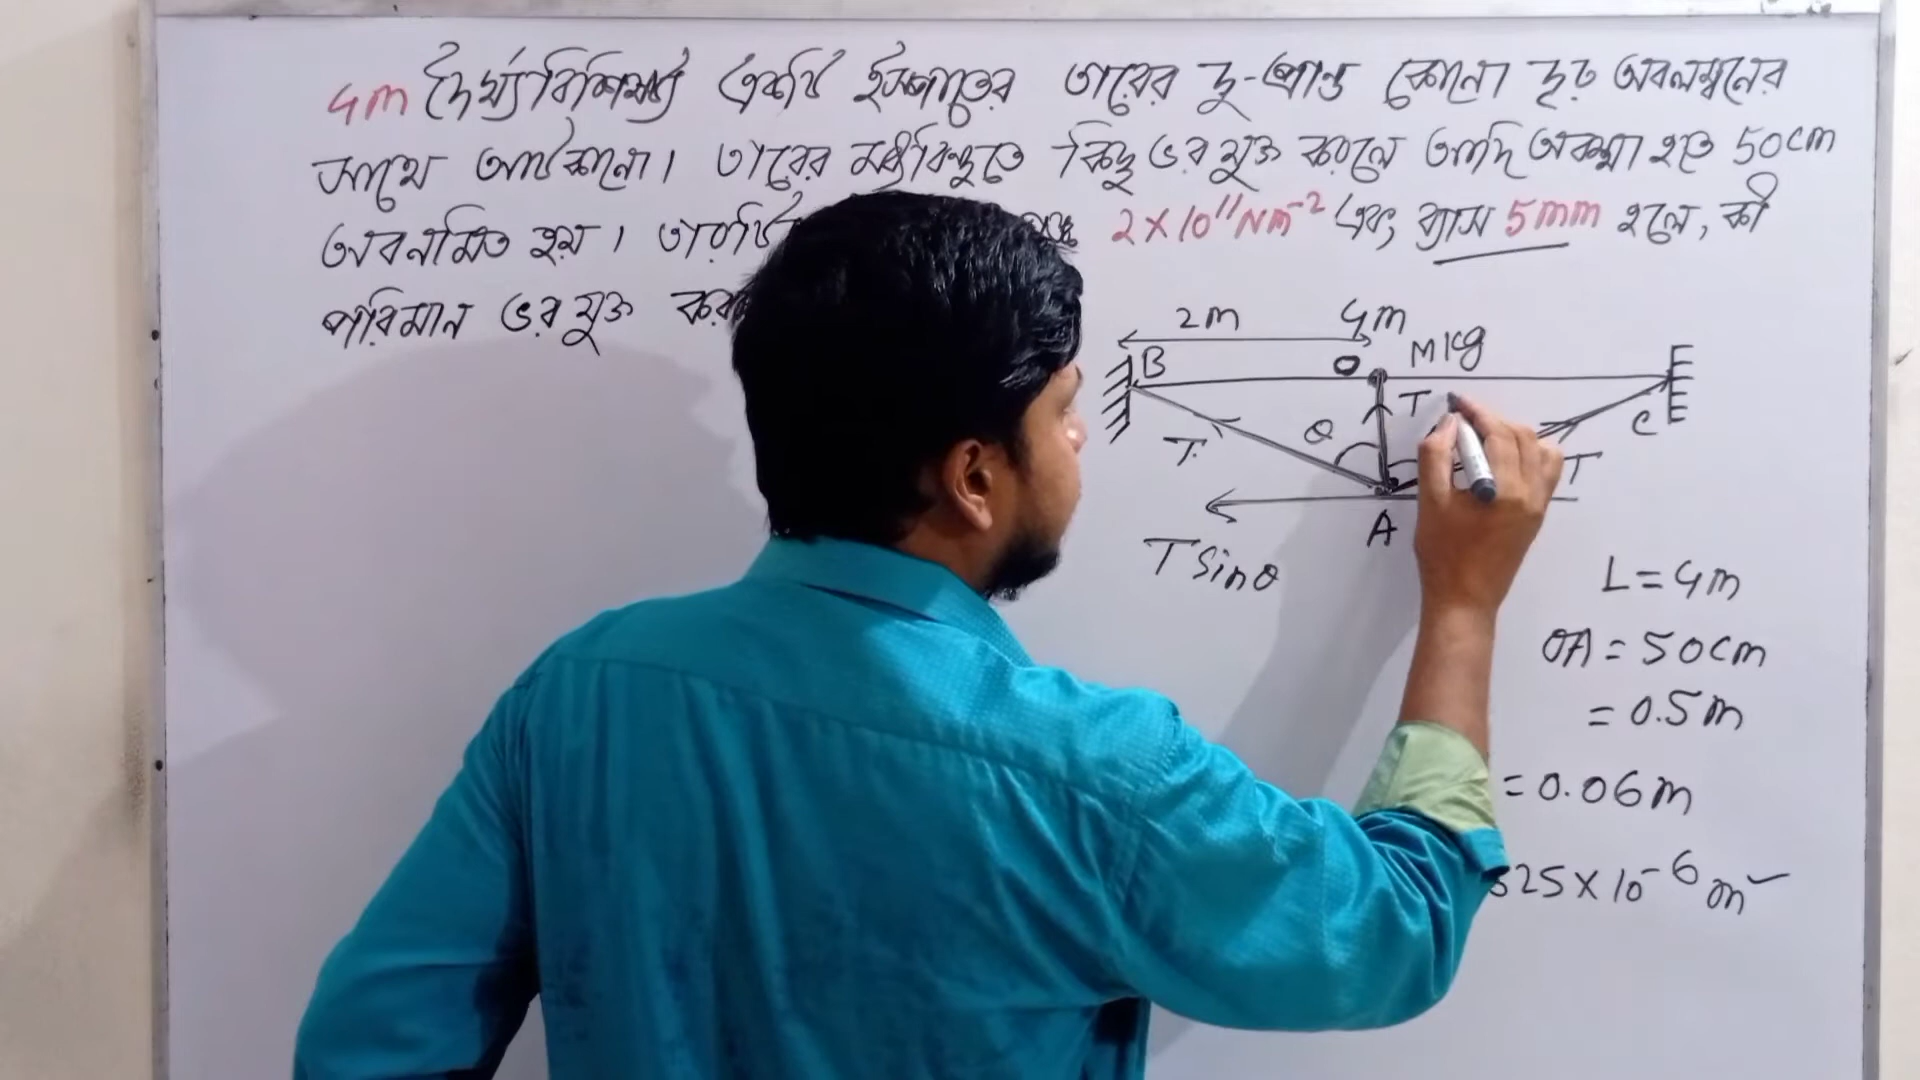 4m দৈর্ঘ্যবিশিষ্ট একটি ইস্পাতের তারের দু-প্রান্ত কোনো দৃঢ় অবলম্বনের
সাথে আটকানো। তারের মধ্যবিন্দুতে কিছু ভর যুক্ত করলে আদি অবস্থা হতে 50cm
অবনমিত হয়। তারটি 2×10¹¹Nm⁻² এবং ব্যাস 5mm হলে, কী
পরিমান ভর যুক্ত
2m 4m
B O MKg
T
θ C
T T
A
T sinθ
L = 4m
OA = 50cm
= 0.5m
= 0.06m
25×10⁻⁶ m²